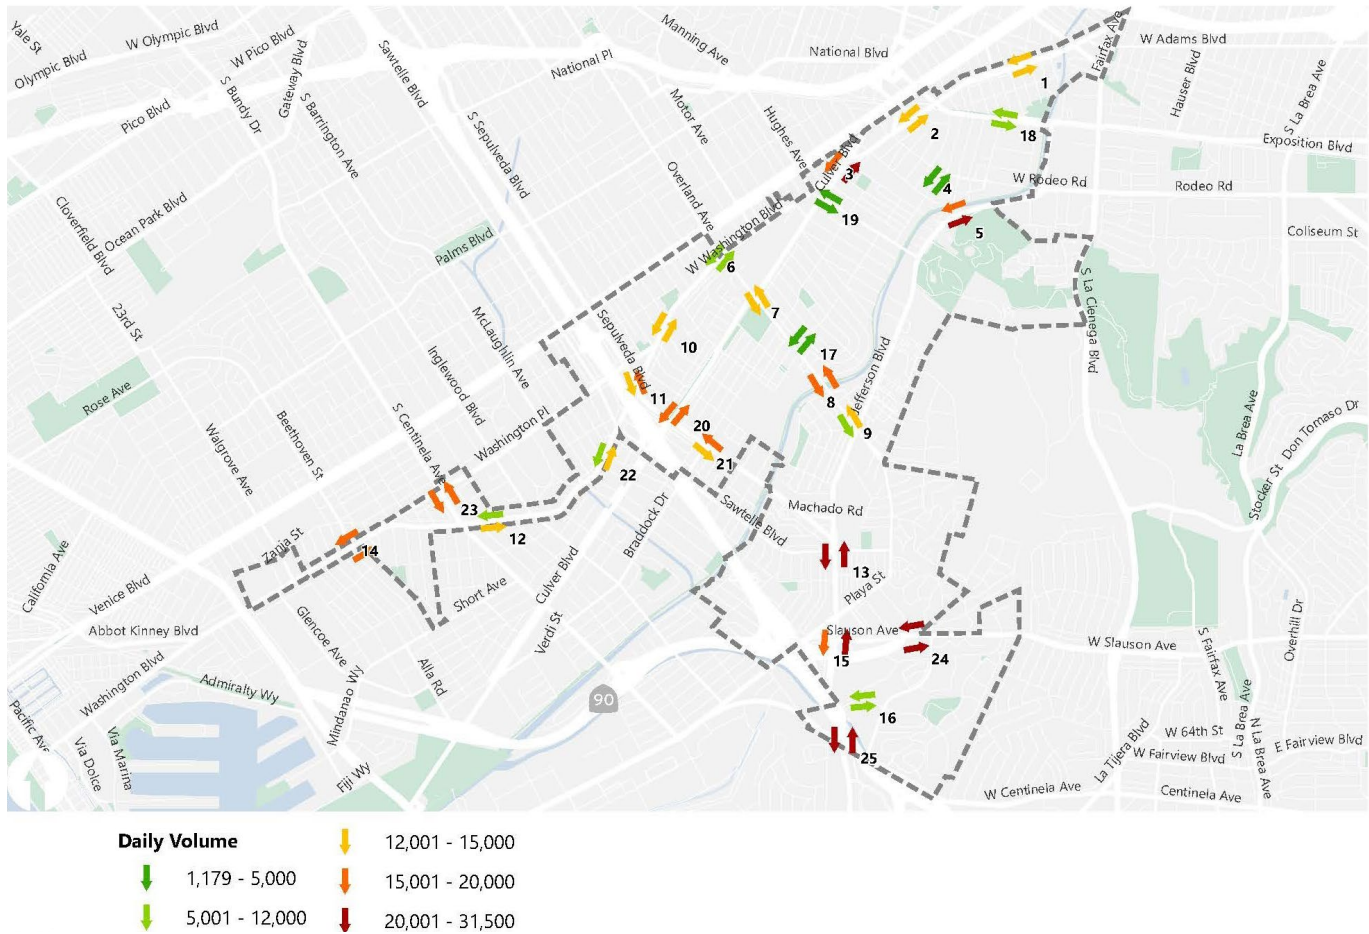 Yale St
W Olympic Blvd
Olympic Blvd
W Pico Blvd
Gateway Blvd
S Bundy Dr
Pico Blvd
S Barrington Ave
Sawtelle Blvd
S Sepulveda Blvd
National Pl
Manning Ave
National Blvd
Motor Ave
Hughes Ave
Overland Ave
Culver Blvd
W Washington Blvd
Fairfax Ave
W Adams Blvd
Hauser Blvd
S La Brea Ave
Exposition Blvd
W Rodeo Rd
Rodeo Rd
Coliseum St
Cloverfield Blvd
Ocean Park Blvd
Palms Blvd
23rd St
McLaughlin Ave
Inglewood Blvd
Sepulveda Blvd
Rose Ave
Walgrove Ave
Beethoven St
S Centinela Ave
Washington Pl
Jefferson Blvd
S La Cienega Blvd
La Brea Ave
Don Tomaso Dr
Stocker St
California Ave
Venice Blvd
Zanja St
Abbot Kinney Blvd
Washington Blvd
Glencoe Ave
Short Ave
Culver Blvd
Braddock Dr
Sawtelle Blvd
Machado Rd
Playa St
Slauson Ave
W Slauson Ave
S Fairfax Ave
Overhill Dr
Verdi St
Alla Rd
Mindanao Wy
Admiralty Wy
Pacific Ave
Via Dolce
Via Marina
Fiji Wy
90
La Tijera Blvd
W 64th St
W Fairview Blvd
S La Brea Ave
N La Brea Ave
E Fairview Blvd
W Centinela Ave
Centinela Ave
1
2
18
3
4
19
5
6
7
10
17
8
11
20
9
21
22
23
12
14
13
15
24
16
25
Daily Volume
1,179 - 5,000
5,001 - 12,000
12,001 - 15,000
15,001 - 20,000
20,001 - 31,500